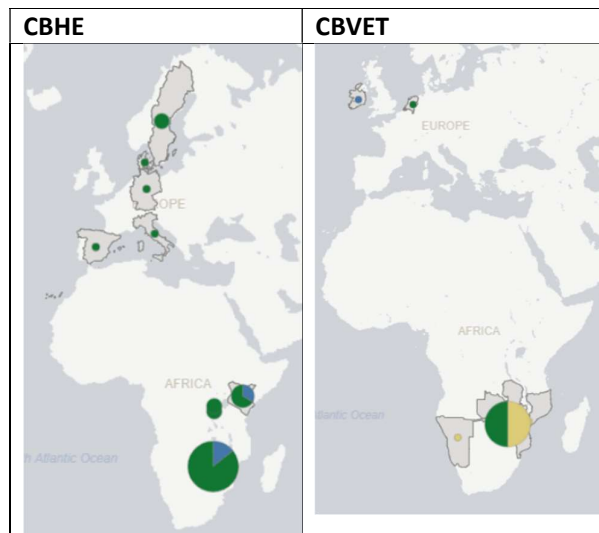 CBHE
CBVET
OPE
AFRICA
h Atlantic Ocean
EUROPE
AFRICA
tlantic Ocean